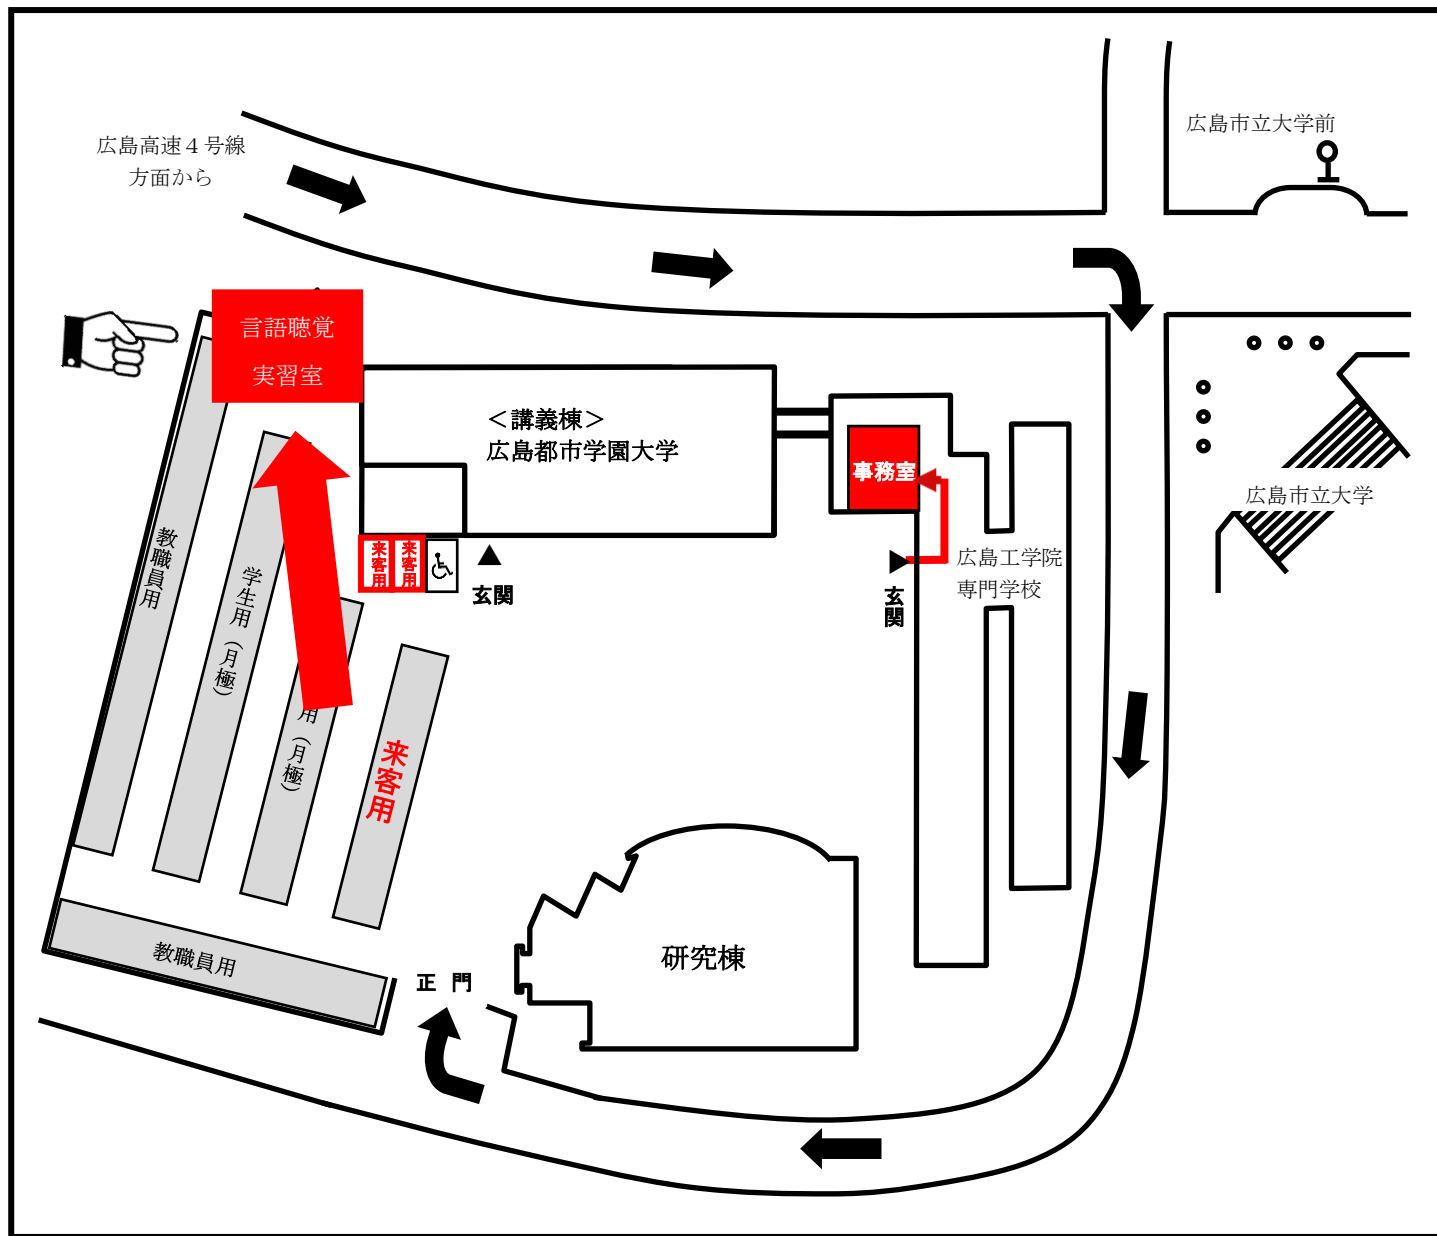 広島高速４号線
方面から
広島市立大学前
言語聴覚
実習室
＜講義棟＞
広島都市学園大学
事務室
広島市立大学
来客用
来客用
玄関
玄関
広島工学院
専門学校
教職員用
学生用（月極）
用（月極）
来客用
教職員用
正 門
研究棟